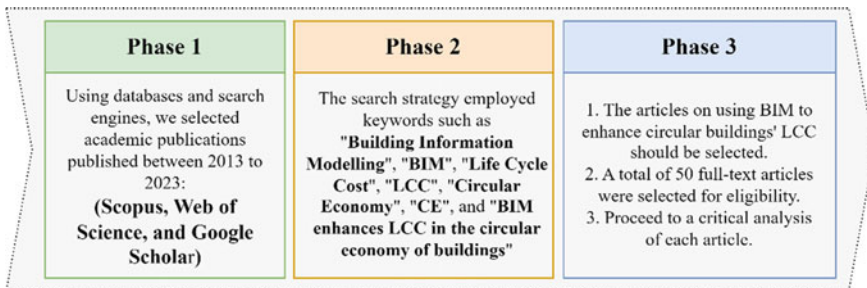 Phase 1
Using databases and search
engines, we selected
academic publications
published between 2013 to
2023:
(Scopus, Web of
Science, and Google
Scholar)
Phase 2
The search strategy employed
keywords such as
"Building Information
Modelling", "BIM", "Life Cycle
Cost", "LCC", "Circular
Economy", "CE", and "BIM
enhances LCC in the circular
economy of buildings"
Phase 3
1. The articles on using BIM to
enhance circular buildings' LCC
should be selected.
2. A total of 50 full-text articles
were selected for eligibility.
3. Proceed to a critical analysis
of each article.